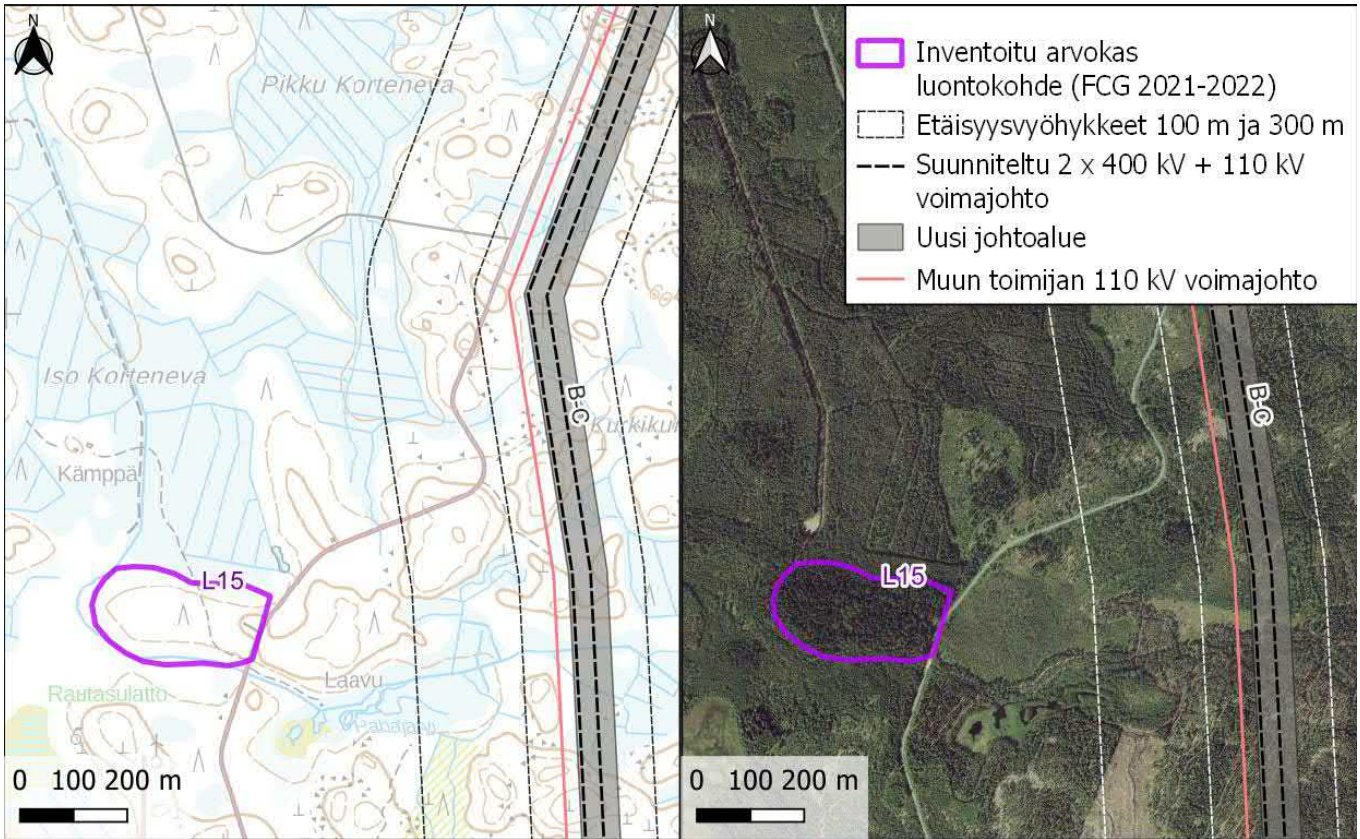 N
Pikku Korteneva
Iso Korteneva
B-C
Kämppä
L15
Laavu
Rautasulatto
0 100 200 m
N
B-C
L15
0 100 200 m
Inventoitu arvokas
luontokohde (FCG 2021-2022)
Etäisyysvyöhykkeet 100 m ja 300 m
Suunniteltu 2 x 400 kV + 110 kV
voimajohto
Uusi johtoalue
Muun toimijan 110 kV voimajohto